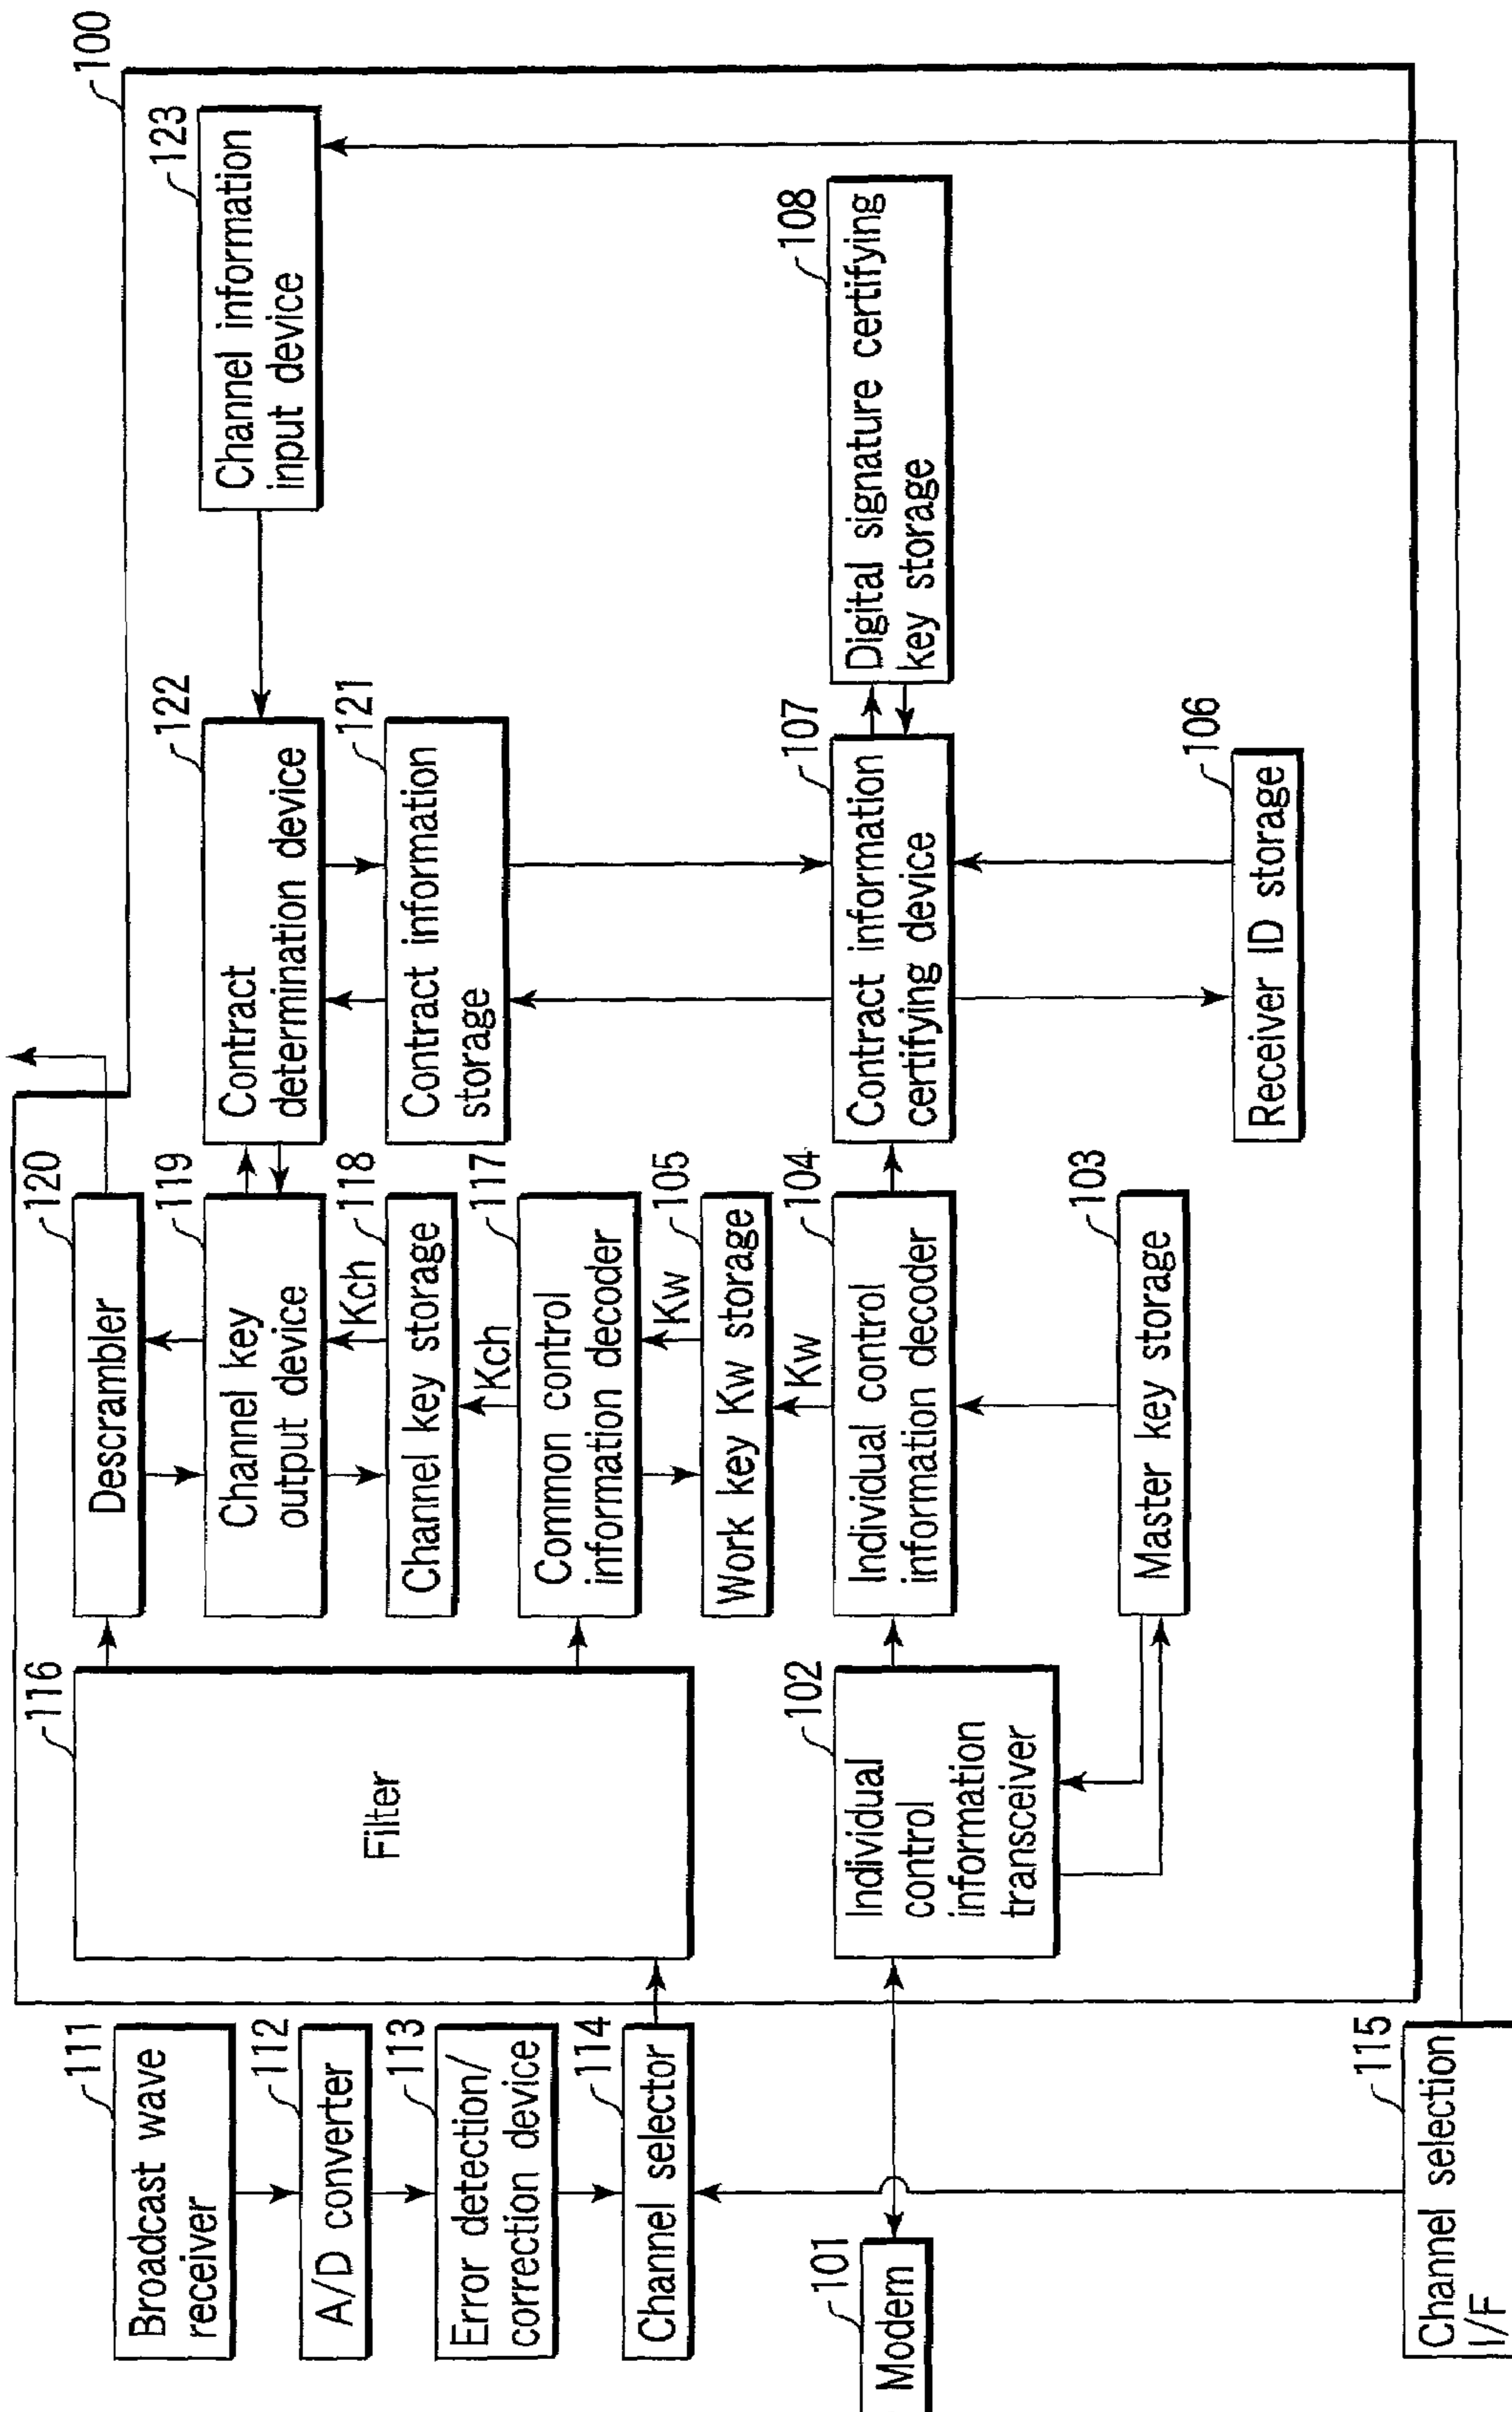 100
111
Broadcast wave
receiver
112
A/D converter
113
Error detection/
correction device
114
Channel selector
101
Modem
115
Channel selection
I/F
116
Filter
102
Individual
control
information
transceiver
120
Descrambler
119
Channel key
output device
Kch
118
Channel key storage
Kch
117
Common control
information decoder
Kw
105
Work key Kw storage
Kw
104
Individual control
information decoder
103
Master key storage
122
Contract
determination device
121
Contract information
storage
107
Contract information
certifying device
106
Receiver ID storage
123
Channel information
input device
108
Digital signature certifying
key storage